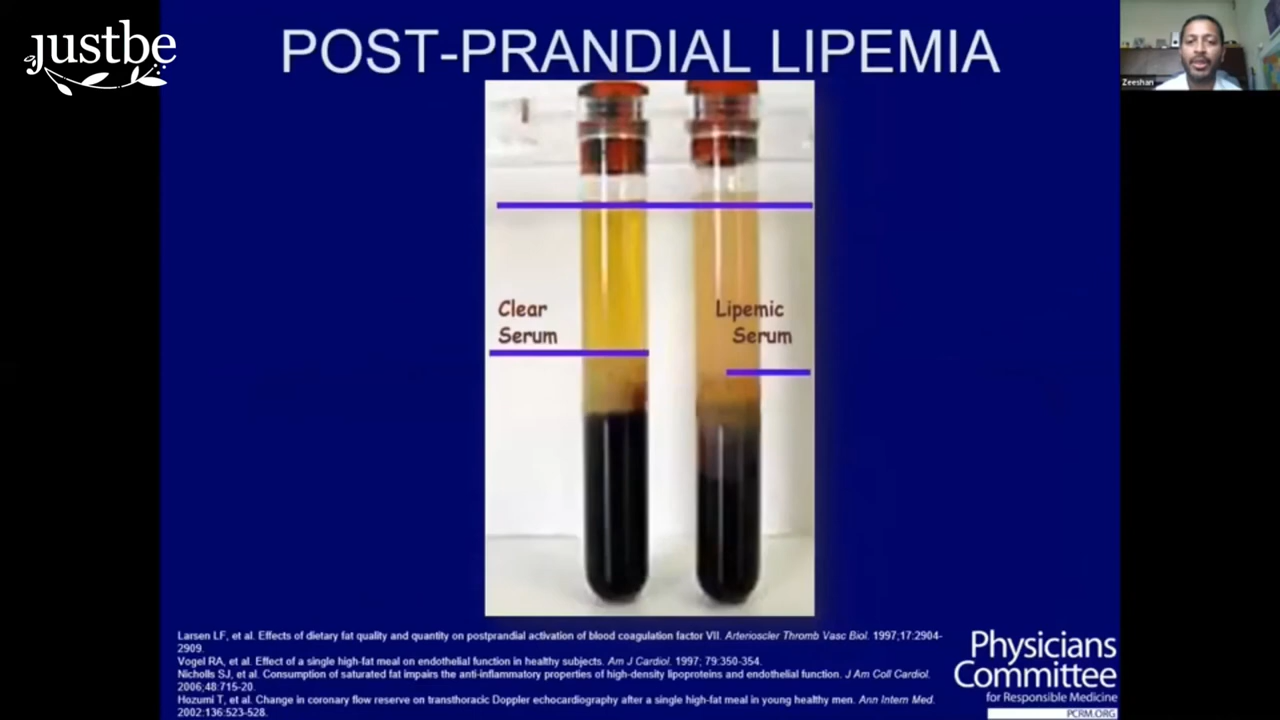 justbe
POST-PRANDIAL LIPEMIA
Zeeshan
Clear
Serum
Lipemic
Serum
Larsen LF, et al. Effects of dietary fat quality and quantity on postprandial activation of blood coagulation factor VII. Arterioscler Thromb Vasc Biol. 1997;17:2904-
2909.
Vogel RA, et al. Effect of a single high-fat meal on endothelial function in healthy subjects. Am J Cardiol. 1997; 79:350-354.
Nicholls SJ, et al. Consumption of saturated fat impairs the anti-inflammatory properties of high-density lipoproteins and endothelial function. J Am Coll Cardiol.
2006;48:715-20.
Hozumi T, et al. Change in coronary flow reserve on transthoracic Doppler echocardiography after a single high-fat meal in young healthy men. Ann Intern Med.
2002:136:523-528.
Physicians
Committee
for Responsible Medicine
PCRM.ORG